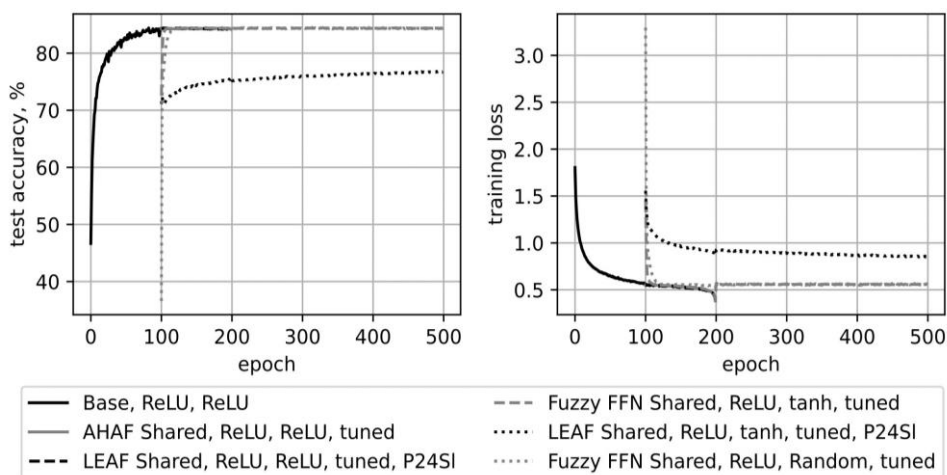 test accuracy, %
80
70
60
50
40
0 100 200 300 400 500
epoch
training loss
3.0
2.5
2.0
1.5
1.0
0.5
0 100 200 300 400 500
epoch
Base, ReLU, ReLU
AHAF Shared, ReLU, ReLU, tuned
LEAF Shared, ReLU, ReLU, tuned, P24Sl
Fuzzy FFN Shared, ReLU, tanh, tuned
LEAF Shared, ReLU, tanh, tuned, P24Sl
Fuzzy FFN Shared, ReLU, Random, tuned